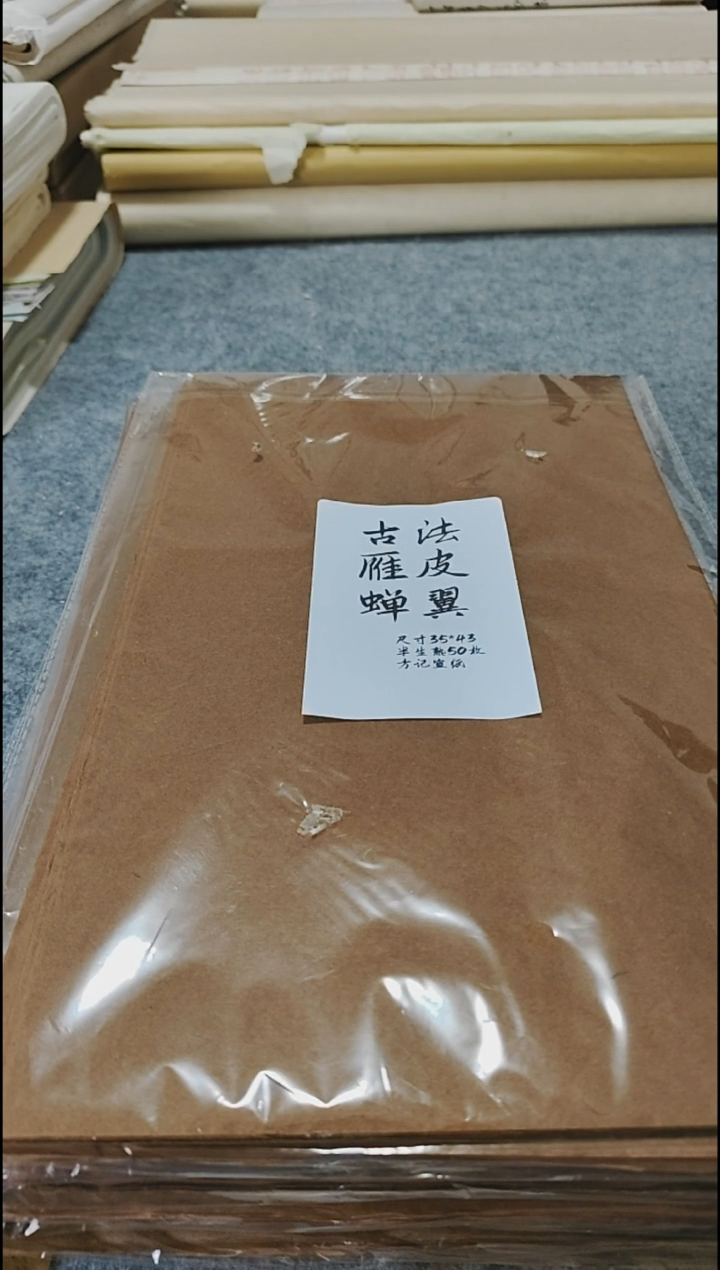 古法
雁皮
蝉翼
尺寸35*43
半生熟50枚
方记宣纸